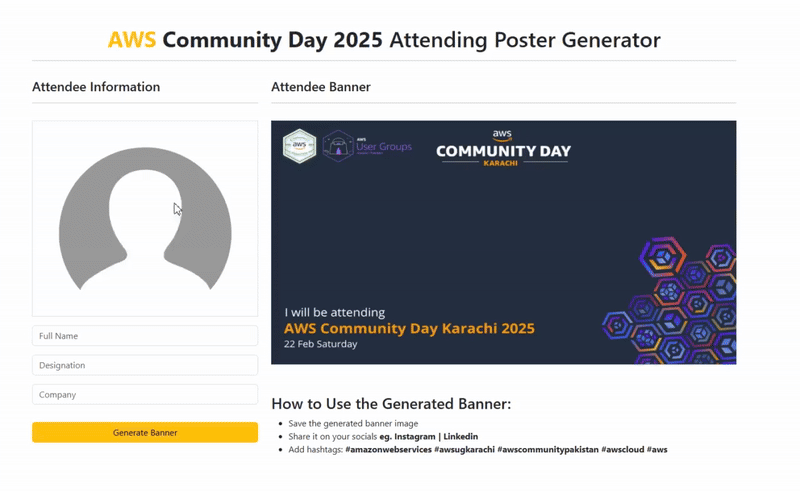 AWS Community Day 2025 Attending Poster Generator
Attendee Information
Attendee Banner
aws
aws
User Groups
aws
COMMUNITY DAY
KARACHI
I will be attending
AWS Community Day Karachi 2025
22 Feb Saturday
Full Name
Designation
Company
Generate Banner
How to Use the Generated Banner:
Save the generated banner image
Share it on your socials eg. Instagram | Linkedin
Add hashtags: #amazonwebservices #awsugkarachi #awscommunitypakistan #awscloud #aws